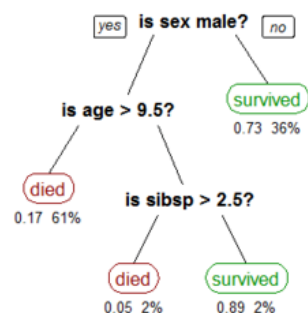 yes is sex male? no
is age > 9.5?
survived
0.73 36%
died
0.17 61%
is sibsp > 2.5?
died survived
0.05 2% 0.89 2%